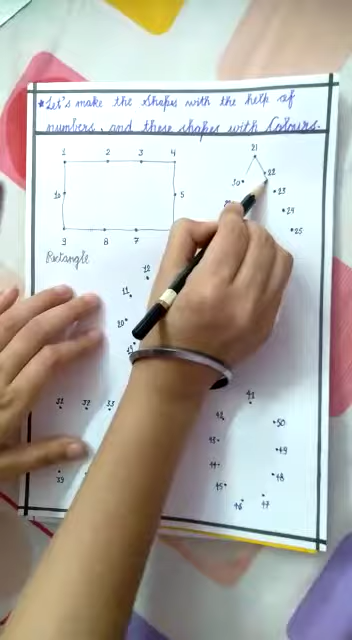 *Let's make the Shapes with the help of
numbers, and these shapes with Colours.
1 2 3 4
10 5
9 8 7
Rectangle
21
30 22
23
24
25
12
11
20
19
31 32 33
39
41
42 50
43 49
44 48
45 46 47